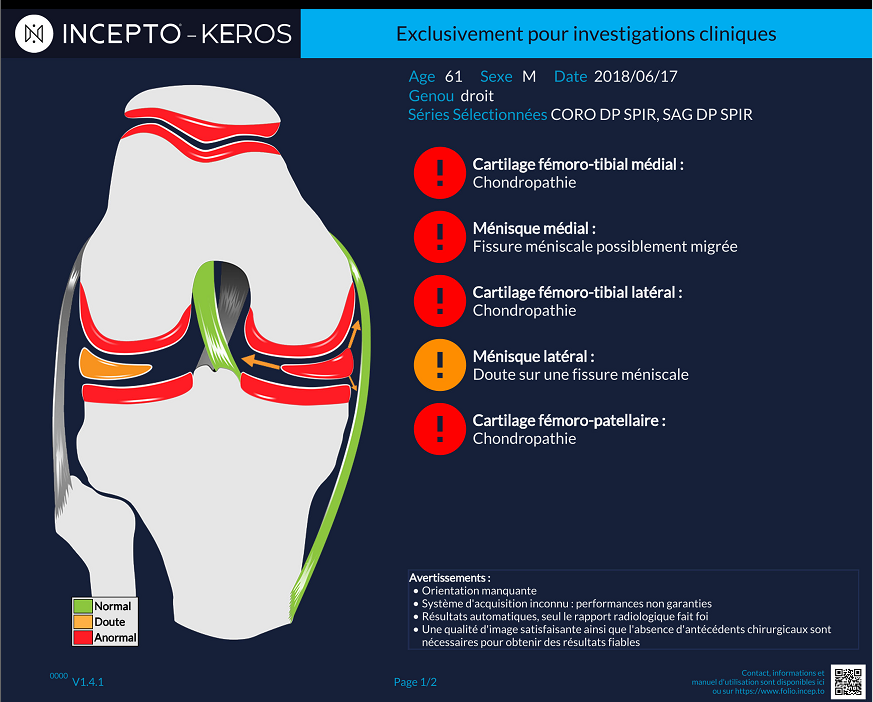 INCEPTO® - KEROS
Exclusivement pour investigations cliniques
Age 61 Sexe M Date 2018/06/17
Genou droit
Séries Sélectionnées CORO DP SPIR, SAG DP SPIR
Cartilage fémoro-tibial médial :
Chondropathie
Ménisque médial :
Fissure méniscale possiblement migrée
Cartilage fémoro-tibial latéral :
Chondropathie
Ménisque latéral :
Doute sur une fissure méniscale
Cartilage fémoro-patellaire :
Chondropathie
Normal
Doute
Anormal
Avertissements :
• Orientation manquante
• Système d'acquisition inconnu : performances non garanties
• Résultats automatiques, seul le rapport radiologique fait foi
• Une qualité d'image satisfaisante ainsi que l'absence d'antécédents chirurgicaux sont
nécessaires pour obtenir des résultats fiables
0000 V1.4.1
Page 1/2
Contact, informations et
manuel d'utilisation sont disponibles ici
ou sur https://www.folio.incep.to